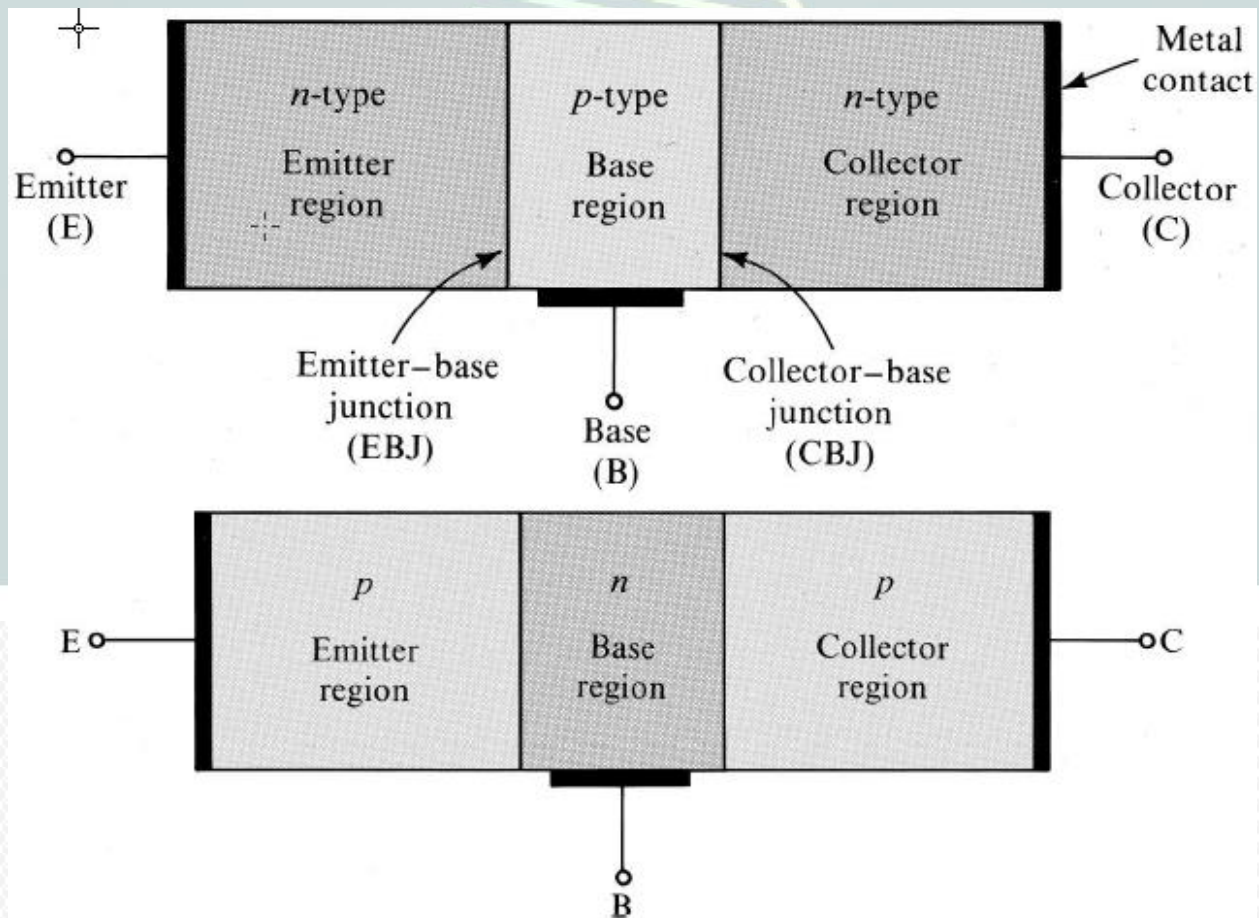 n-type
Emitter
region
p-type
Base
region
n-type
Collector
region
Metal
contact
Emitter
(E)
Collector
(C)
Emitter–base
junction
(EBJ)
Base
(B)
Collector–base
junction
(CBJ)
E
p
Emitter
region
n
Base
region
p
Collector
region
C
B